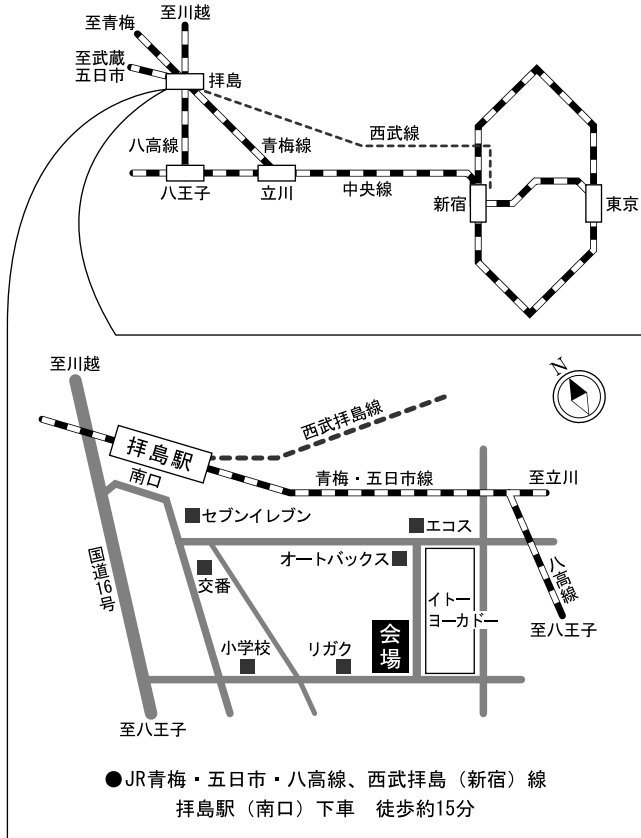 至川越
至青梅
至武蔵
五日市
拝島
西武線
八高線
青梅線
八王子
立川
中央線
新宿
東京
至川越
N
西武拝島線
拝島駅
南口
青梅・五日市線
至立川
セブンイレブン
エコス
国道16号
交番
オートバックス
八高線
イトー
ヨーカドー
会場
小学校
リガク
至八王子
至八王子
●JR青梅・五日市・八高線、西武拝島（新宿）線
拝島駅（南口）下車　徒歩約15分